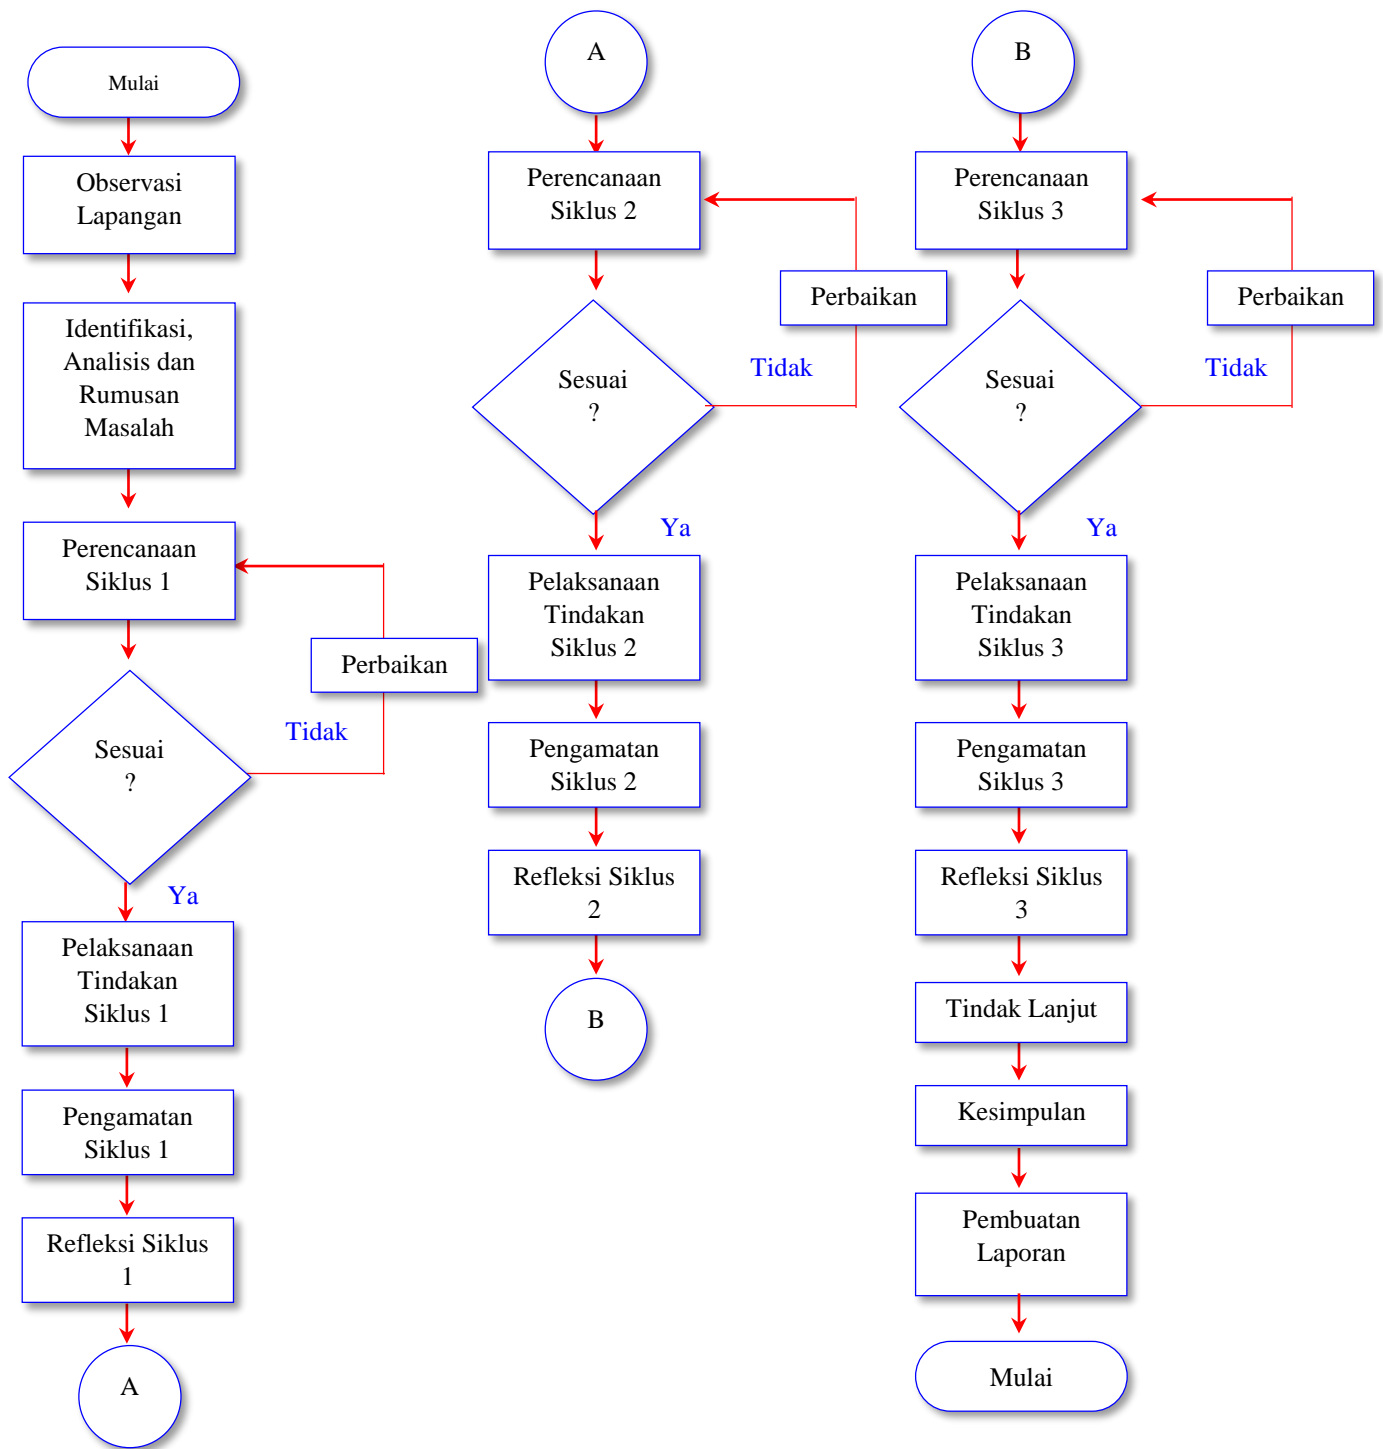 Mulai
Observasi
Lapangan
Identifikasi,
Analisis dan
Rumusan
Masalah
Perencanaan
Siklus 1
Perbaikan
Tidak
Sesuai
?
Ya
Pelaksanaan
Tindakan
Siklus 1
Pengamatan
Siklus 1
Refleksi Siklus
1
A
A
Perencanaan
Siklus 2
Perbaikan
Tidak
Sesuai
?
Ya
Pelaksanaan
Tindakan
Siklus 2
Pengamatan
Siklus 2
Refleksi Siklus
2
B
B
Perencanaan
Siklus 3
Perbaikan
Tidak
Sesuai
?
Ya
Pelaksanaan
Tindakan
Siklus 3
Pengamatan
Siklus 3
Refleksi Siklus
3
Tindak Lanjut
Kesimpulan
Pembuatan
Laporan
Mulai